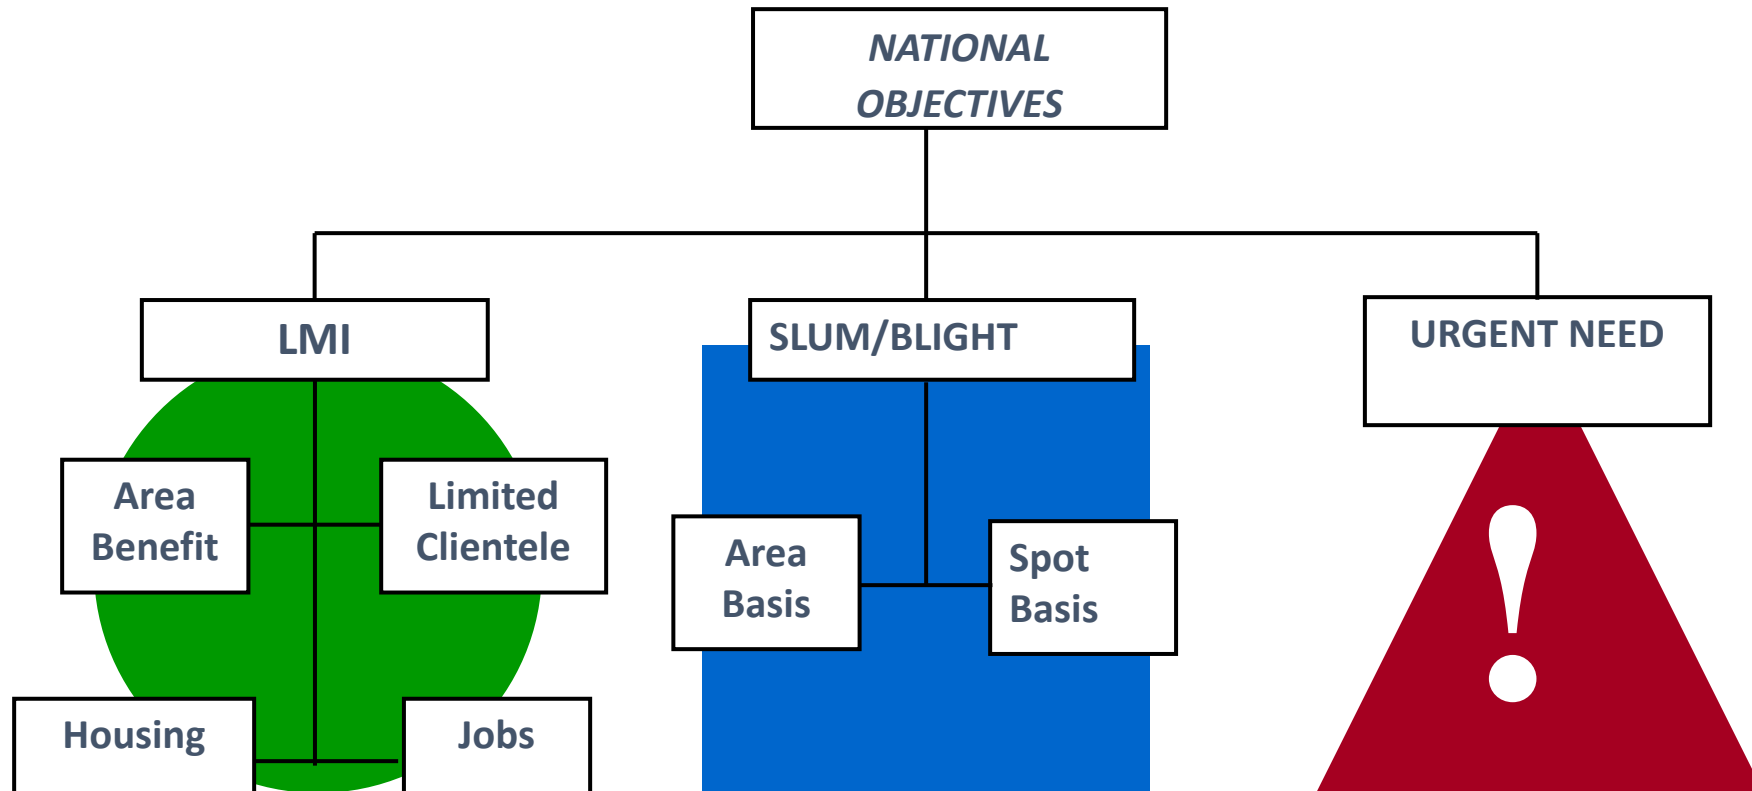 NATIONAL
OBJECTIVES
LMI
SLUM/BLIGHT
URGENT NEED
Area
Benefit
Limited
Clientele
Area
Basis
Spot
Basis
!
Housing
Jobs